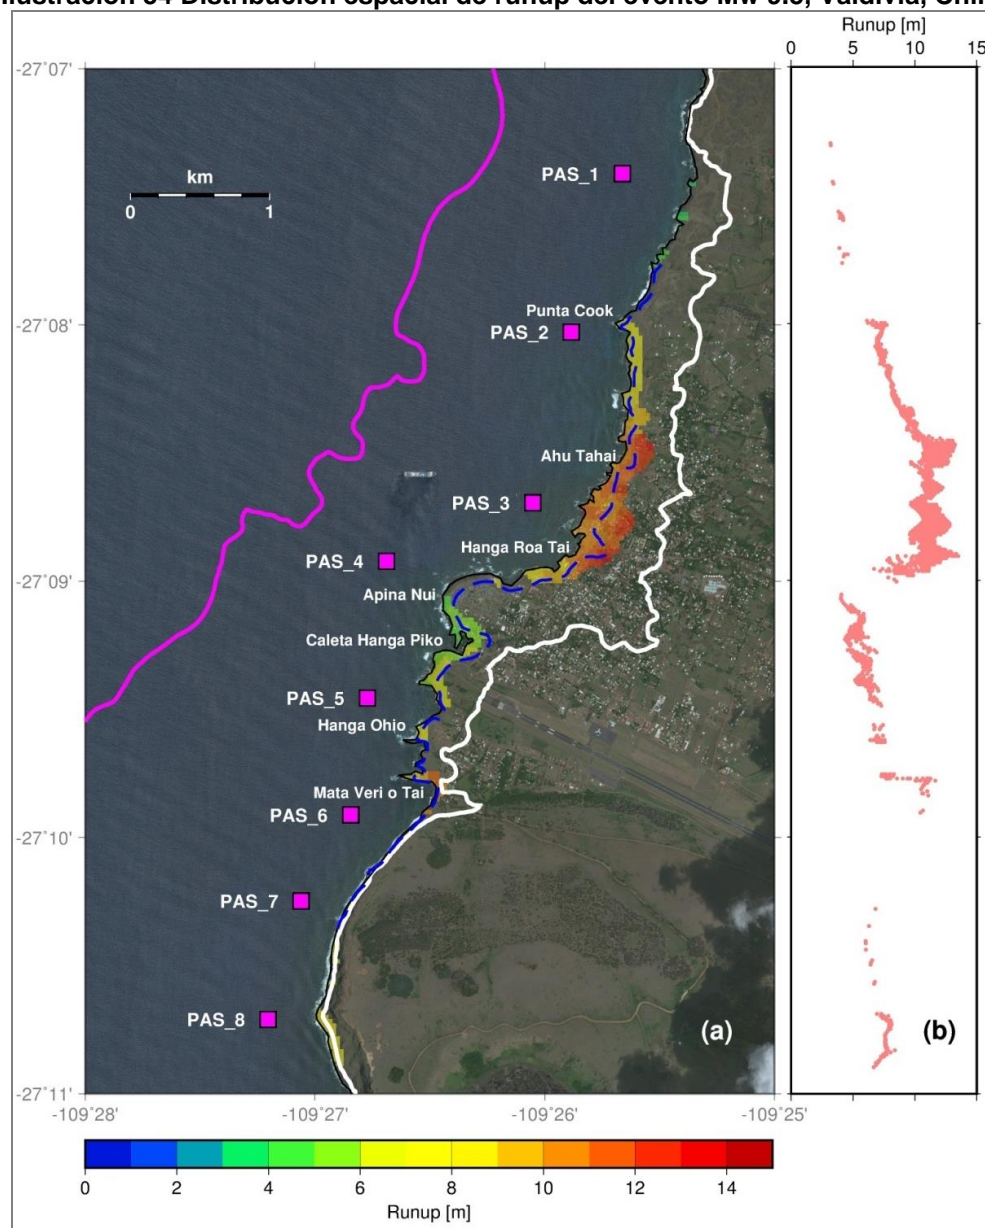 Runup [m]
0 5 10 15
-27°07'
km
0 1
PAS_1
-27°08'
Punta Cook
PAS_2
Ahu Tahai
PAS_3
Hanga Roa Tai
PAS_4
-27°09'
Apina Nui
Caleta Hanga Piko
PAS_5
Hanga Ohio
Mata Veri o Tai
PAS_6
-27°10'
PAS_7
PAS_8
(a) (b)
-27°11'
-109°28' -109°27' -109°26' -109°25'
0 2 4 6 8 10 12 14
Runup [m]